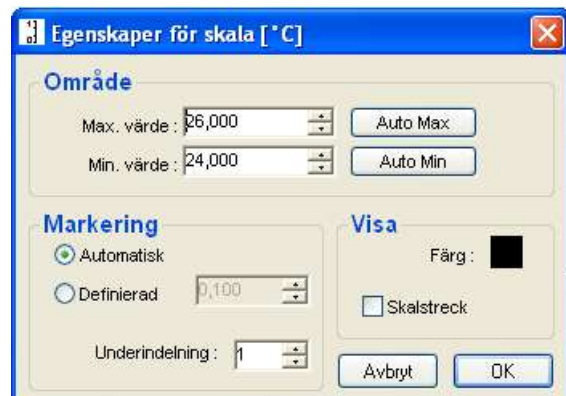 Egenskaper för skala [°C]
Område
Max. värde : 26,000 Auto Max
Min. värde : 24,000 Auto Min
Markering
Automatisk
Definierad 0,100
Underindelning : 1
Visa
Färg :
Skalstreck
Avbryt OK